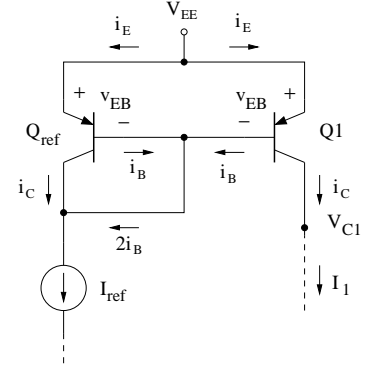 V_EE
i_E i_E
+ v_EB v_EB +
− −
Q_ref Q1
i_B i_B
i_C i_C
2i_B V_C1
I_ref I_1